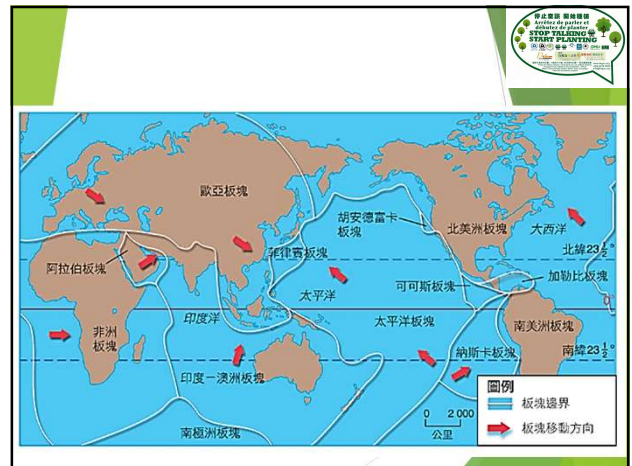 停止空談 開始種植
Arrêtez de parler et
débutez de planter
STOP TALKING
START PLANTING
歐亞板塊
胡安德富卡
板塊
北美洲板塊
大西洋
菲律賓板塊
北緯23½°
阿拉伯板塊
加勒比板塊
可可斯板塊
太平洋
印度洋
太平洋板塊
南美洲板塊
非洲
板塊
納斯卡板塊
南緯23½°
印度－澳洲板塊
南極洲板塊
0 2 000
公里
圖例
板塊邊界
板塊移動方向